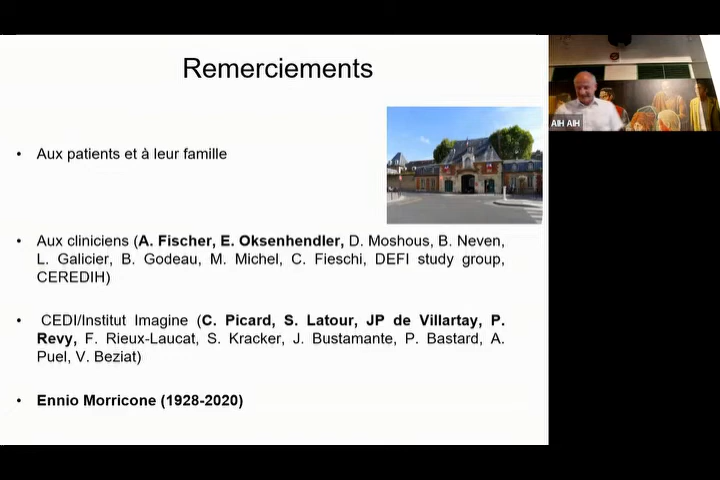 Remerciements
• Aux patients et à leur famille
• Aux cliniciens (A. Fischer, E. Oksenhendler, D. Moshous, B. Neven,
L. Galicier, B. Godeau, M. Michel, C. Fieschi, DEFI study group,
CEREDIH)
• CEDI/Institut Imagine (C. Picard, S. Latour, JP de Villartay, P.
Revy, F. Rieux-Laucat, S. Kracker, J. Bustamante, P. Bastard, A.
Puel, V. Beziat)
• Ennio Morricone (1928-2020)
AIH AIH